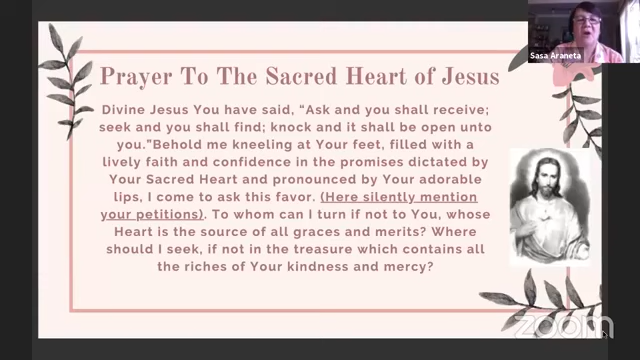 Sasa Araneta
Prayer To The Sacred Heart of Jesus
Divine Jesus You have said, “Ask and you shall receive;
seek and you shall find; knock and it shall be open unto
you.”Behold me kneeling at Your feet, filled with a
lively faith and confidence in the promises dictated by
Your Sacred Heart and pronounced by Your adorable
lips, I come to ask this favor. (Here silently mention
your petitions). To whom can I turn if not to You, whose
Heart is the source of all graces and merits? Where
should I seek, if not in the treasure which contains all
the riches of Your kindness and mercy?
zoom